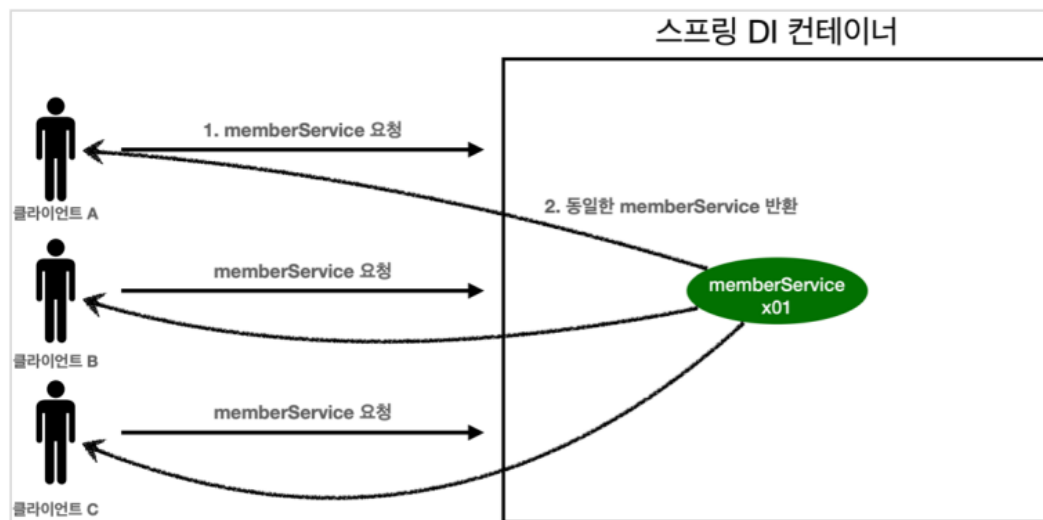 스프링 DI 컨테이너
1. memberService 요청
클라이언트 A
2. 동일한 memberService 반환
memberService 요청
memberService
x01
클라이언트 B
memberService 요청
클라이언트 C